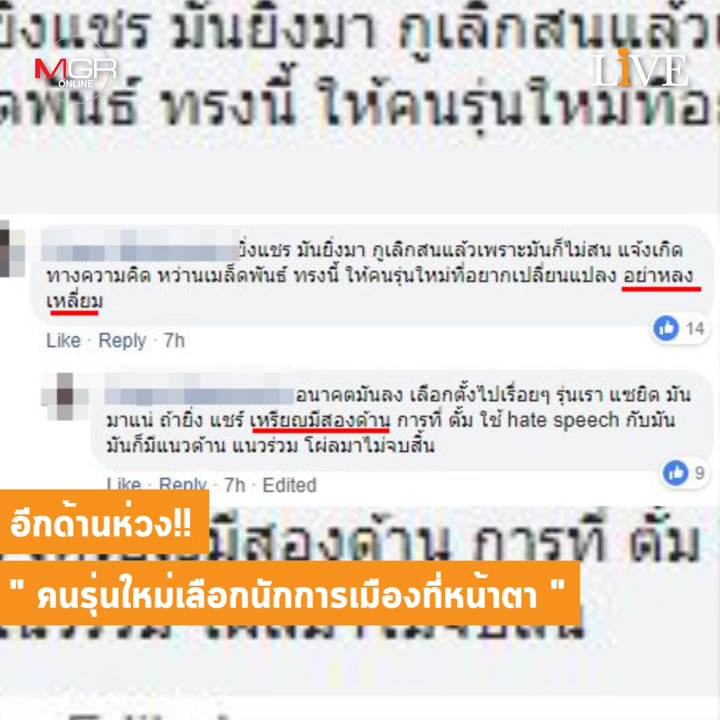 ยิ่งแชร มันยิ่งมา กูเลิกสนแล้ว
MGR ONLINE
LiVE
ดพันธ์ ทรงนี้ ให้คนรุ่นใหม่ที่อ
ยิ่งแชร มันยิ่งมา กูเลิกสนแล้วเพราะมันก็ไม่สน แจ้งเกิด
ทางความคิด หว่านเมล็ดพันธ์ ทรงนี้ ให้คนรุ่นใหม่ที่อยากเปลี่ยนแปลง อย่าหลง
เหลี่ยม
Like · Reply · 7h
14
อนาคตมันลง เลือกตั้งไปเรื่อยๆ รุ่นเรา แซยิด มัน
มาแน่ ถ้ายิ่ง แชร์ เหรียญมีสองด้าน การที่ ตั้ม ใช้ hate speech กับมัน
มันก็มีแนวต้าน แนวร่วม โผ่ลมาไม่จบสิ้น
9
Like · Reply · 7h · Edited
อีกด้านห่วง!!
มีสองด้าน การที่ ตั้ม
" คนรุ่นใหม่เลือกนักการเมืองที่หน้าตา "